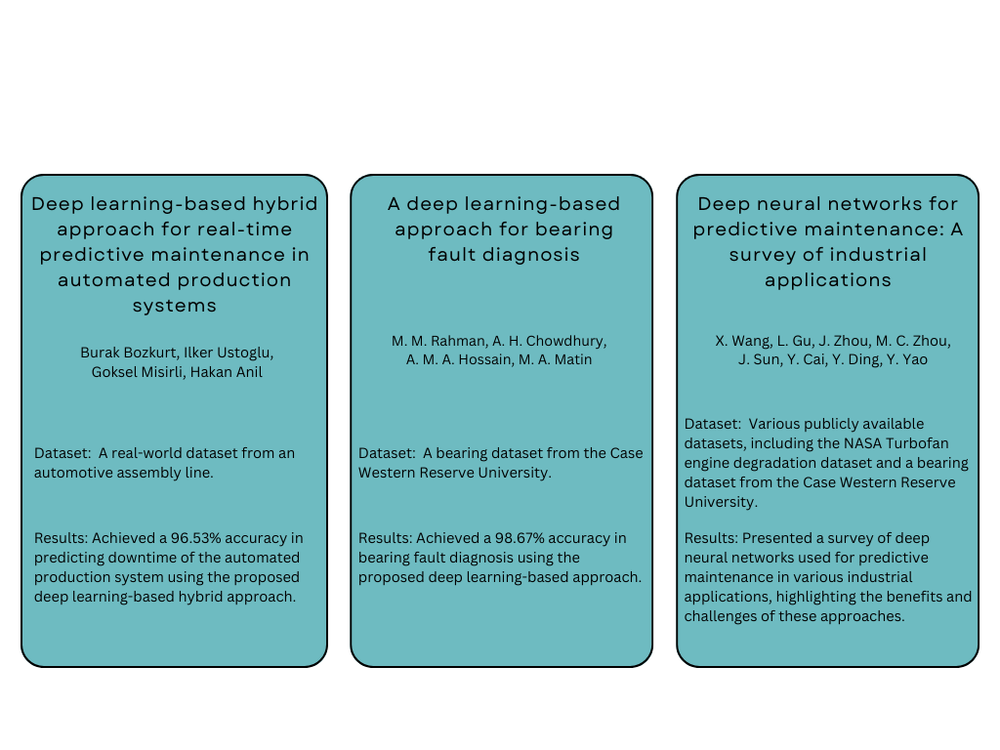 Deep learning-based hybrid
approach for real-time
predictive maintenance in
automated production
systems
Burak Bozkurt, Ilker Ustoglu,
Goksel Misirli, Hakan Anil
Dataset:  A real-world dataset from an
automotive assembly line.
Results: Achieved a 96.53% accuracy in
predicting downtime of the automated
production system using the proposed
deep learning-based hybrid approach.
A deep learning-based
approach for bearing
fault diagnosis
M. M. Rahman, A. H. Chowdhury,
A. M. A. Hossain, M. A. Matin
Dataset:  A bearing dataset from the Case
Western Reserve University.
Results: Achieved a 98.67% accuracy in
bearing fault diagnosis using the
proposed deep learning-based approach.
Deep neural networks for
predictive maintenance: A
survey of industrial
applications
X. Wang, L. Gu, J. Zhou, M. C. Zhou,
J. Sun, Y. Cai, Y. Ding, Y. Yao
Dataset:  Various publicly available
datasets, including the NASA Turbofan
engine degradation dataset and a bearing
dataset from the Case Western Reserve
University.
Results: Presented a survey of deep
neural networks used for predictive
maintenance in various industrial
applications, highlighting the benefits and
challenges of these approaches.